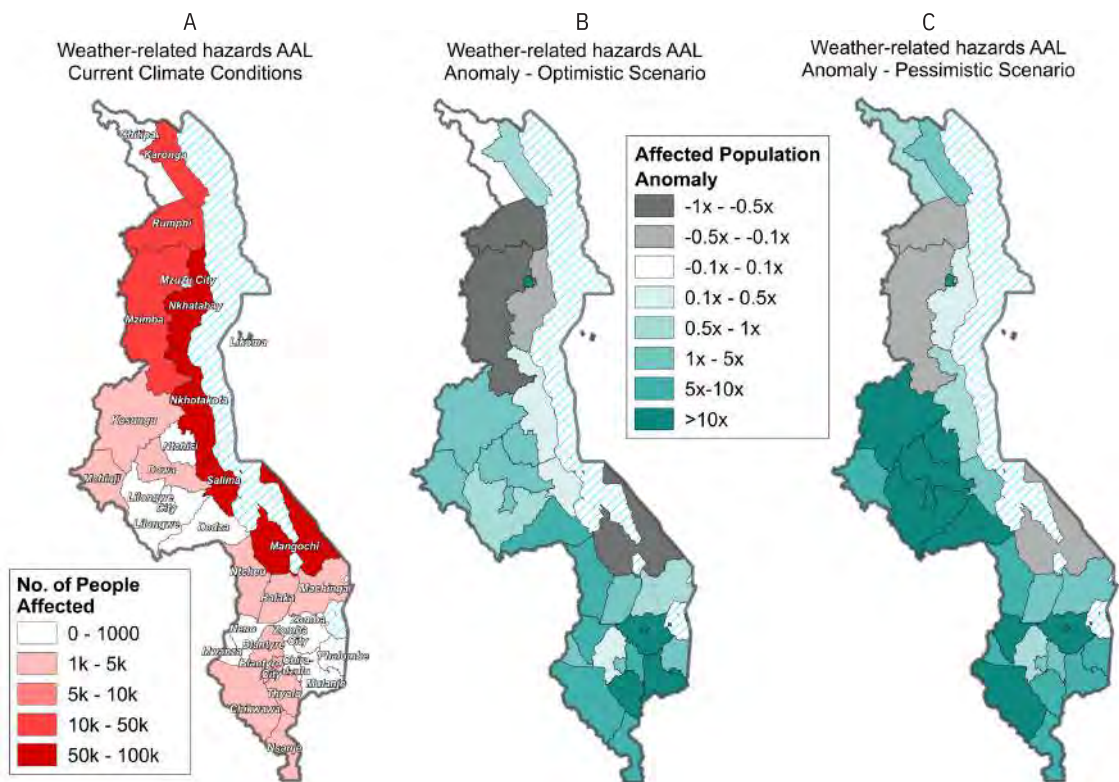 A
Weather-related hazards AAL
Current Climate Conditions
B
Weather-related hazards AAL
Anomaly - Optimistic Scenario
C
Weather-related hazards AAL
Anomaly - Pessimistic Scenario
Chitipa
Karonga
Rumphi
Mzuzu City
Nkhatabay
Mzimba
Likoma
Nkhotakota
Kasungu
Ntchisi
Dowa
Mchinji
Salima
Lilongwe
City
Lilongwe
Dedza
Mangochi
Ntcheu
Machinga
Balaka
Zomba
Neno
Zomba
City
Blantyre
Mwanza
Phalombe
Blantyre
City
Chira-
dzulu
Mulanje
Thyolo
Chikwawa
Nsanje
No. of People
Affected
0 - 1000
1k - 5k
5k - 10k
10k - 50k
50k - 100k
Affected Population
Anomaly
-1x - -0.5x
-0.5x - -0.1x
-0.1x - 0.1x
0.1x - 0.5x
0.5x - 1x
1x - 5x
5x-10x
>10x